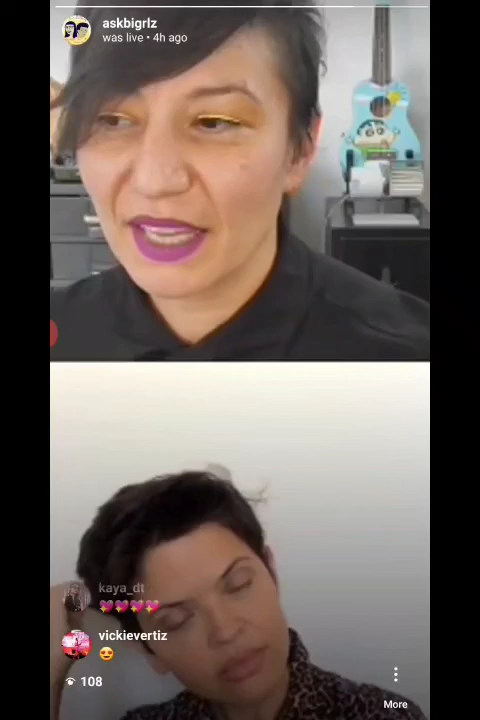 askbigrlz
was live • 4h ago
kaya_dt
💖💖💖💖
vickievertiz
😍
108
More